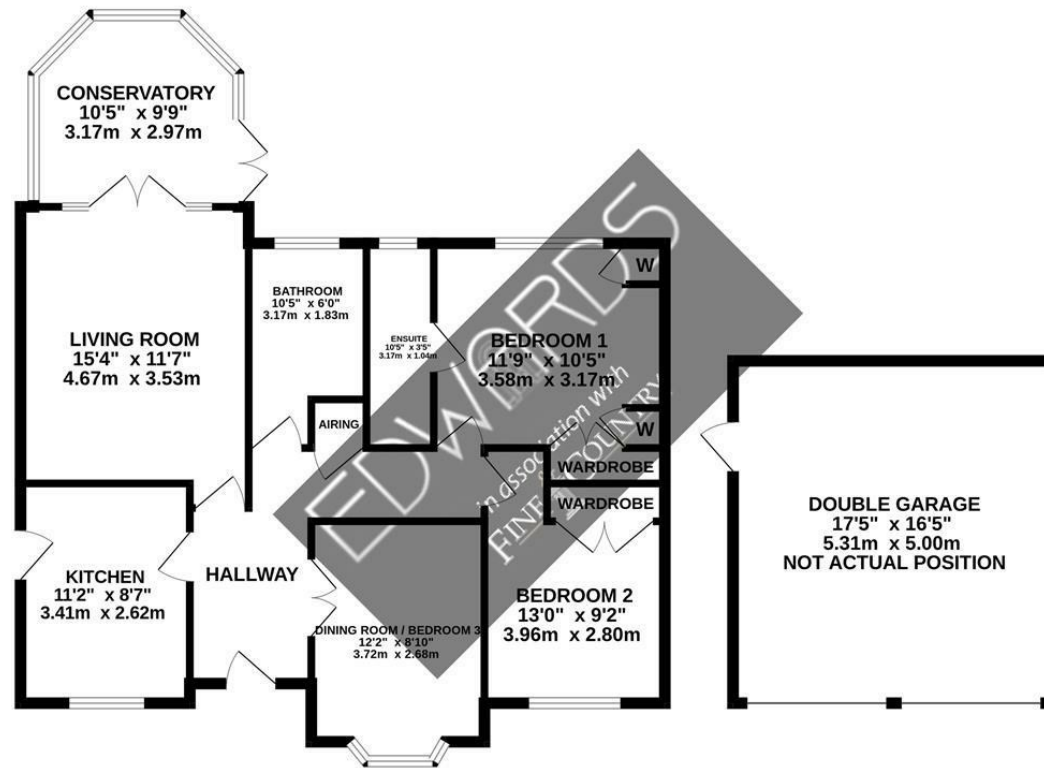 CONSERVATORY
10'5" x 9'9"
3.17m x 2.97m
LIVING ROOM
15'4" x 11'7"
4.67m x 3.53m
BATHROOM
10'5" x 6'0"
3.17m x 1.83m
AIRING
ENSUITE
10'5" x 3'5"
3.17m x 1.04m
BEDROOM 1
11'9" x 10'5"
3.58m x 3.17m
W
W
WARDROBE
WARDROBE
KITCHEN
11'2" x 8'7"
3.41m x 2.62m
HALLWAY
DINING ROOM / BEDROOM 3
12'2" x 8'10"
3.72m x 2.68m
BEDROOM 2
13'0" x 9'2"
3.96m x 2.80m
DOUBLE GARAGE
17'5" x 16'5"
5.31m x 5.00m
NOT ACTUAL POSITION
EDWARDS
in association with
FINE COUNTRY